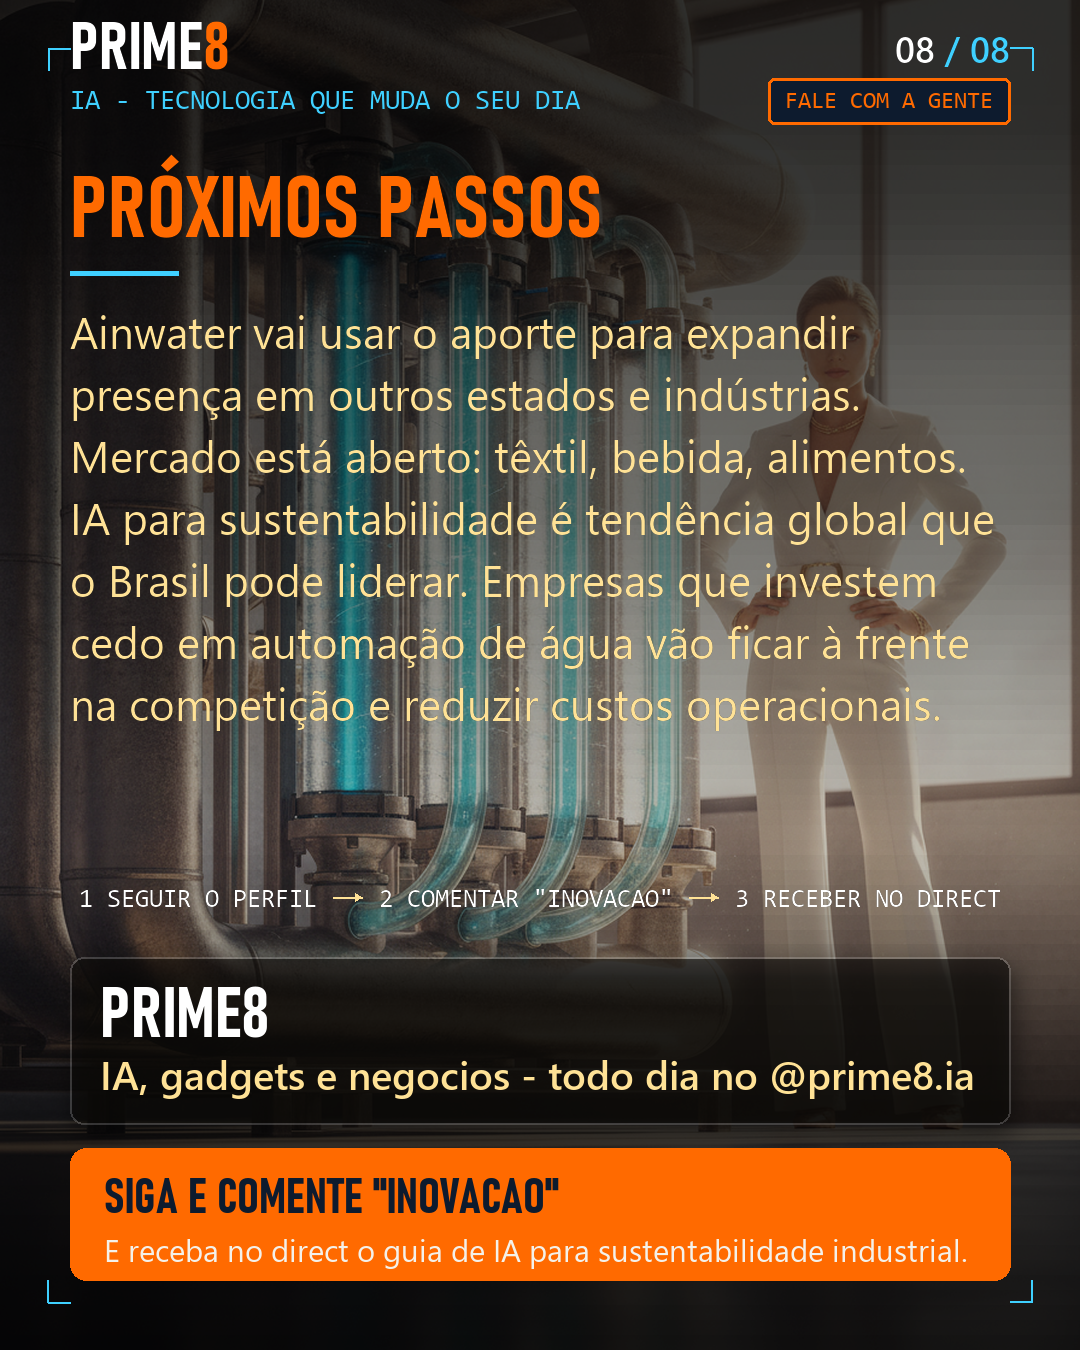 PRIME8
08 / 08
IA - TECNOLOGIA QUE MUDA O SEU DIA
FALE COM A GENTE
PRÓXIMOS PASSOS
Ainwater vai usar o aporte para expandir
presença em outros estados e indústrias.
Mercado está aberto: têxtil, bebida, alimentos.
IA para sustentabilidade é tendência global que
o Brasil pode liderar. Empresas que investem
cedo em automação de água vão ficar à frente
na competição e reduzir custos operacionais.
1 SEGUIR O PERFIL → 2 COMENTAR "INOVACAO" → 3 RECEBER NO DIRECT
PRIME8
IA, gadgets e negocios - todo dia no @prime8.ia
SIGA E COMENTE "INOVACAO"
E receba no direct o guia de IA para sustentabilidade industrial.